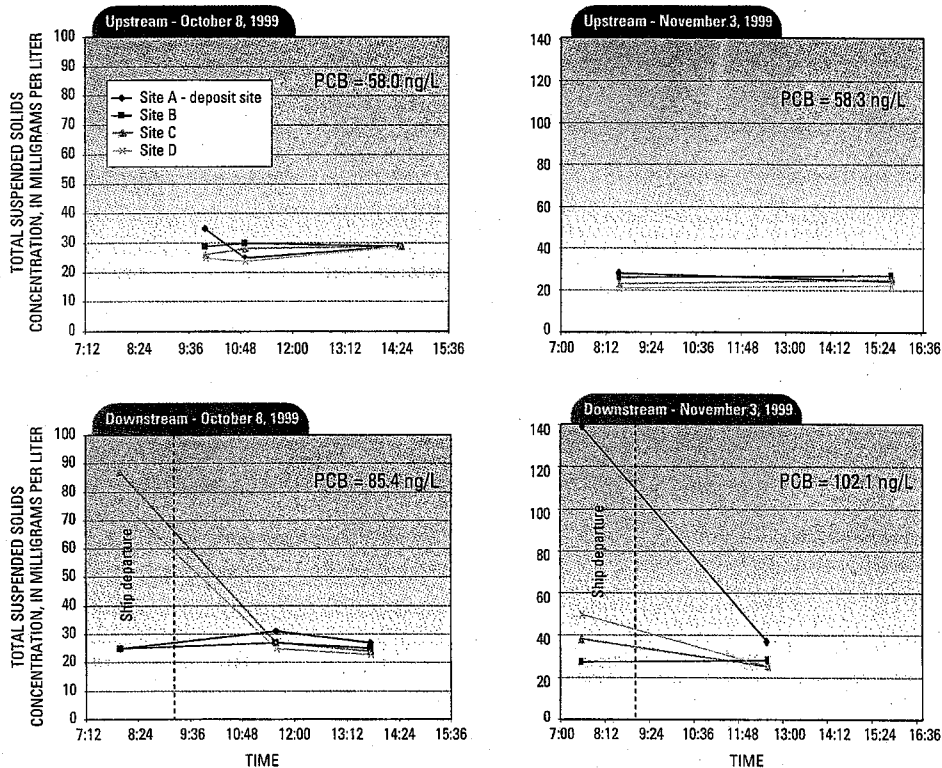 Upstream - October 8, 1999
TOTAL SUSPENDED SOLIDS
CONCENTRATION, IN MILLIGRAMS PER LITER
100
90
80
70
60
50
40
30
20
10
0
PCB = 58.0 ng/L
Site A - deposit site
Site B
Site C
Site D
7:12 8:24 9:36 10:48 12:00 13:12 14:24 15:36
Upstream - November 3, 1999
140
120
100
80
60
40
20
0
PCB = 58.3 ng/L
7:00 8:12 9:24 10:36 11:48 13:00 14:12 15:24 16:36
Downstream - October 8, 1999
TOTAL SUSPENDED SOLIDS
CONCENTRATION, IN MILLIGRAMS PER LITER
100
90
80
70
60
50
40
30
20
10
0
PCB = 85.4 ng/L
Ship departure
7:12 8:24 9:36 10:48 12:00 13:12 14:24 15:36
TIME
Downstream - November 3, 1999
140
120
100
80
60
40
20
0
PCB = 102.1 ng/L
Ship departure
7:00 8:12 9:24 10:36 11:48 13:00 14:12 15:24 16:36
TIME